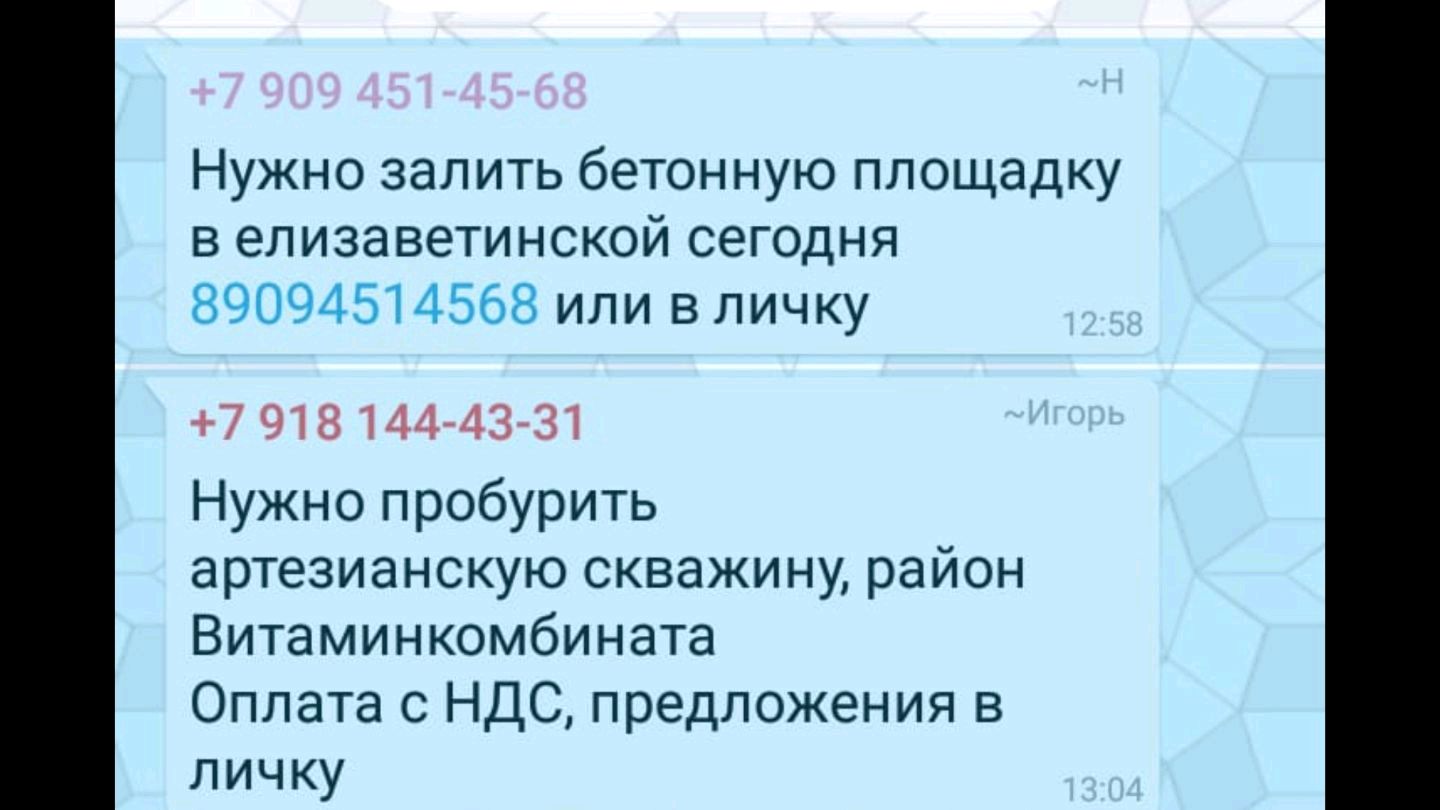 +7 909 451-45-68 ~Н
Нужно залить бетонную площадку
в елизаветинской сегодня
89094514568 или в личку
12:58
+7 918 144-43-31 ~Игорь
Нужно пробурить
артезианскую скважину, район
Витаминкомбината
Оплата с НДС, предложения в
личку
13:04